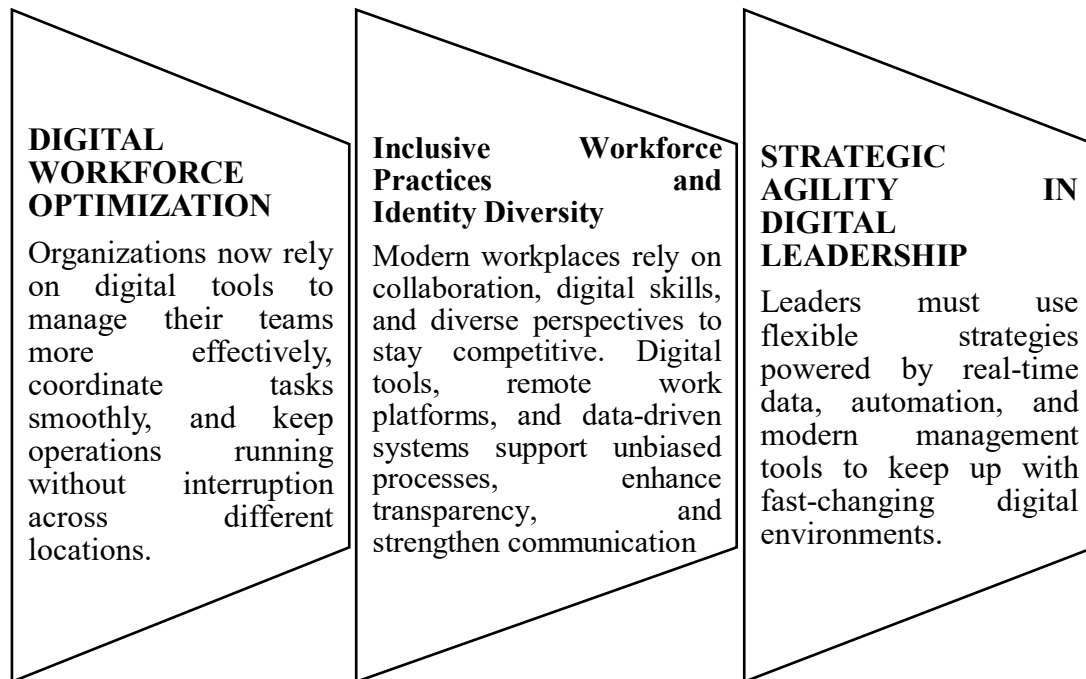 DIGITAL
WORKFORCE
OPTIMIZATION
Organizations now rely
on digital tools to
manage their teams
more effectively,
coordinate tasks
smoothly, and keep
operations running
without interruption
across different
locations.
Inclusive Workforce
Practices and
Identity Diversity
Modern workplaces rely on
collaboration, digital skills,
and diverse perspectives to
stay competitive. Digital
tools, remote work
platforms, and data-driven
systems support unbiased
processes, enhance
transparency, and
strengthen communication
STRATEGIC
AGILITY IN
DIGITAL
LEADERSHIP
Leaders must use
flexible strategies
powered by real-time
data, automation, and
modern management
tools to keep up with
fast-changing digital
environments.